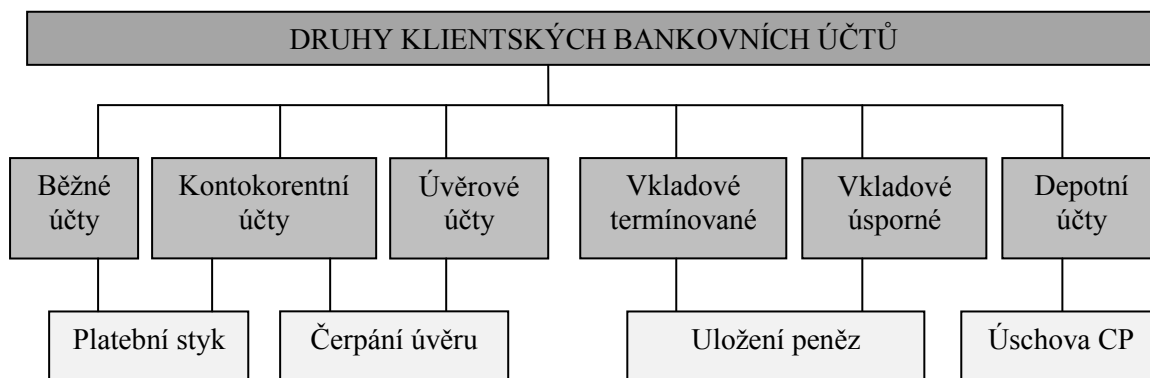 DRUHY KLIENTSKÝCH BANKOVNÍCH ÚČTŮ
Běžné
účty
Kontokorentní
účty
Úvěrové
účty
Vkladové
termínované
Vkladové
úsporné
Depotní
účty
Platební styk
Čerpání úvěru
Uložení peněz
Úschova CP